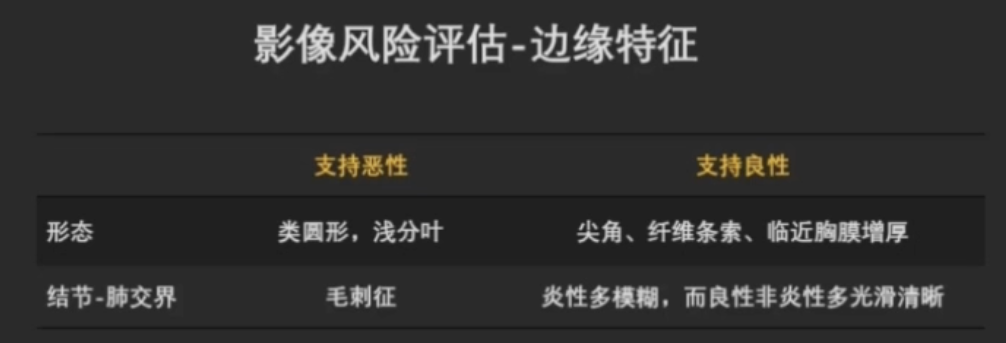 影像风险评估-边缘特征
支持恶性 支持良性
形态 类圆形，浅分叶 尖角、纤维条索、临近胸膜增厚
结节-肺交界 毛刺征 炎性多模糊，而良性非炎性多光滑清晰